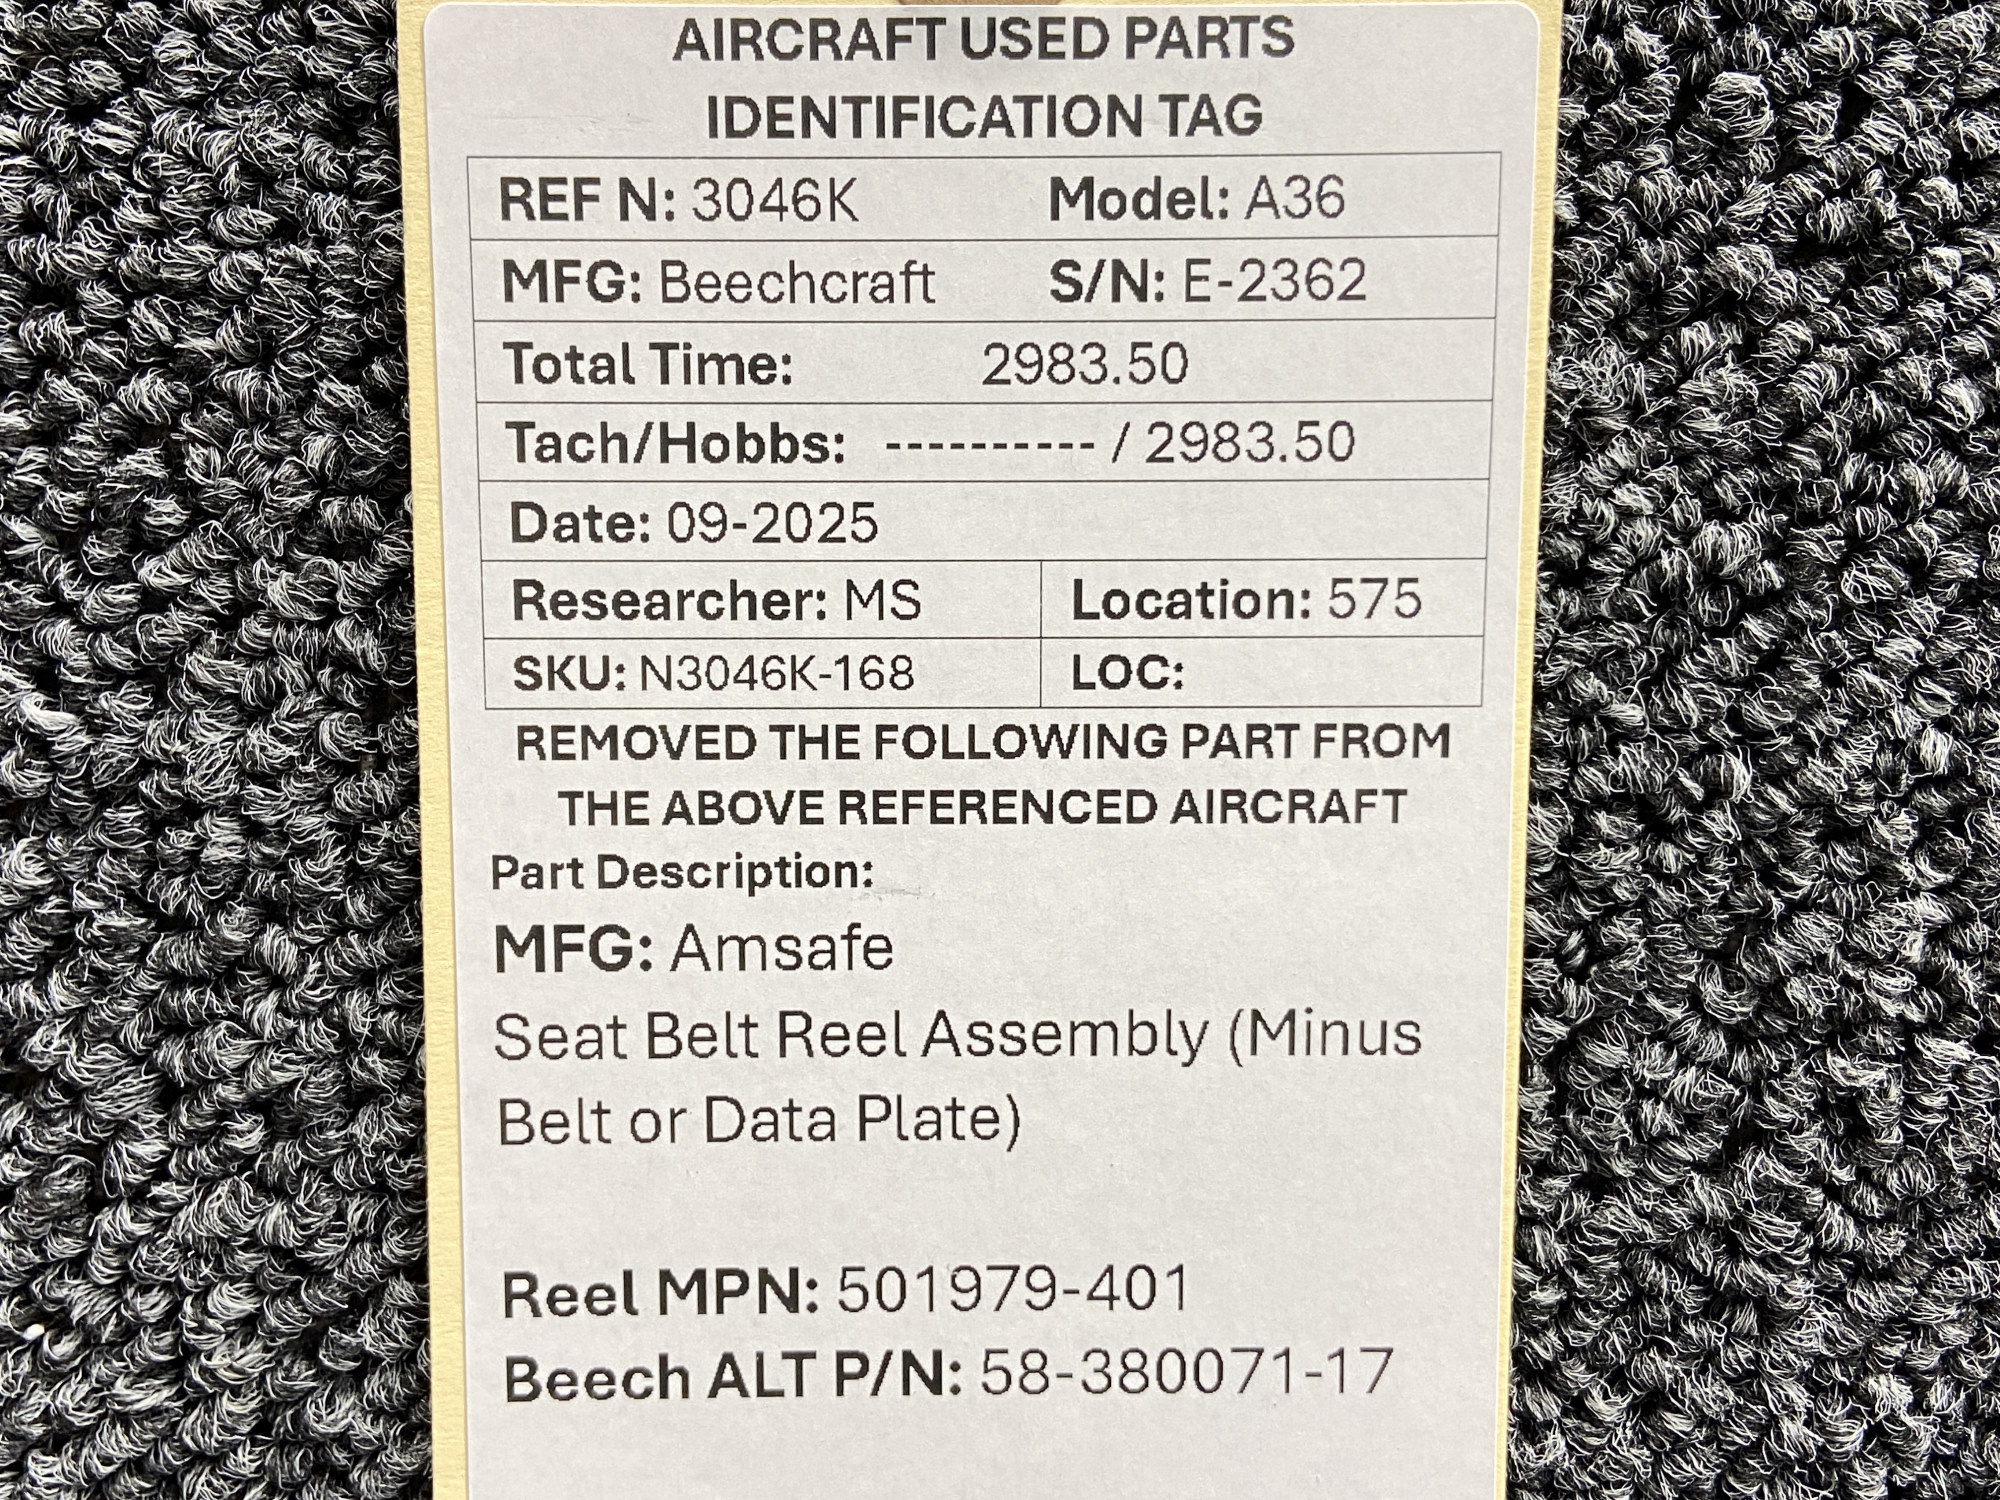 AIRCRAFT USED PARTS
IDENTIFICATION TAG
REF N: 3046K Model: A36
MFG: Beechcraft S/N: E-2362
Total Time: 2983.50
Tach/Hobbs: ---------- / 2983.50
Date: 09-2025
Researcher: MS Location: 575
SKU: N3046K-168 LOC:
REMOVED THE FOLLOWING PART FROM
THE ABOVE REFERENCED AIRCRAFT
Part Description:
MFG: Amsafe
Seat Belt Reel Assembly (Minus
Belt or Data Plate)
Reel MPN: 501979-401
Beech ALT P/N: 58-380071-17